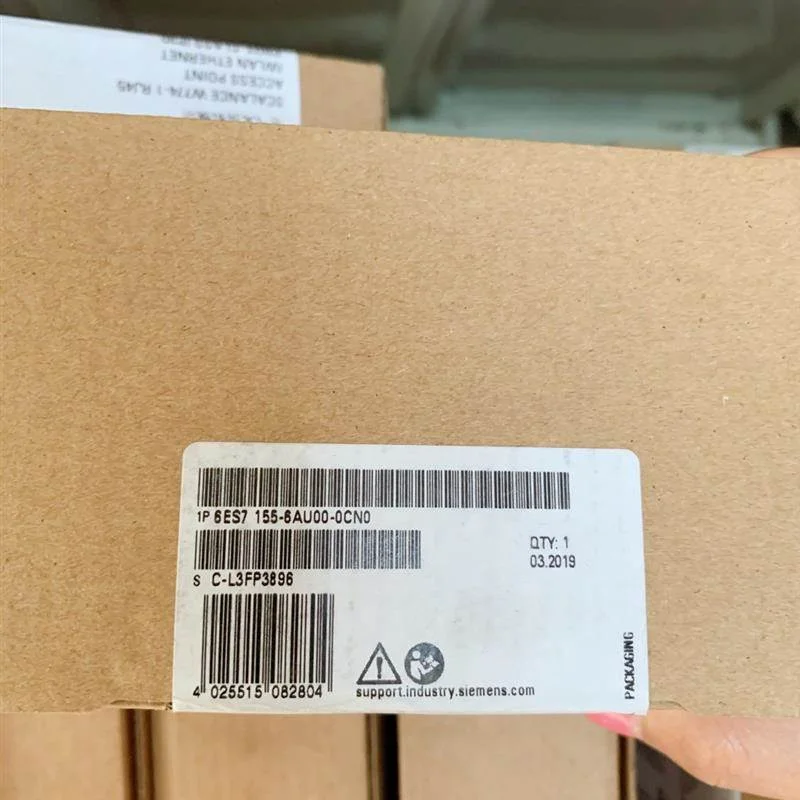 IWLAN ETHERNET
ACCESS POINT
SCALANCE W774-1 RJ45
1P 6ES7 155-6AU00-0CN0
QTY: 1
03.2019
S C-L3FP3896
4 025515 082804
support.industry.siemens.com
PACKAGING